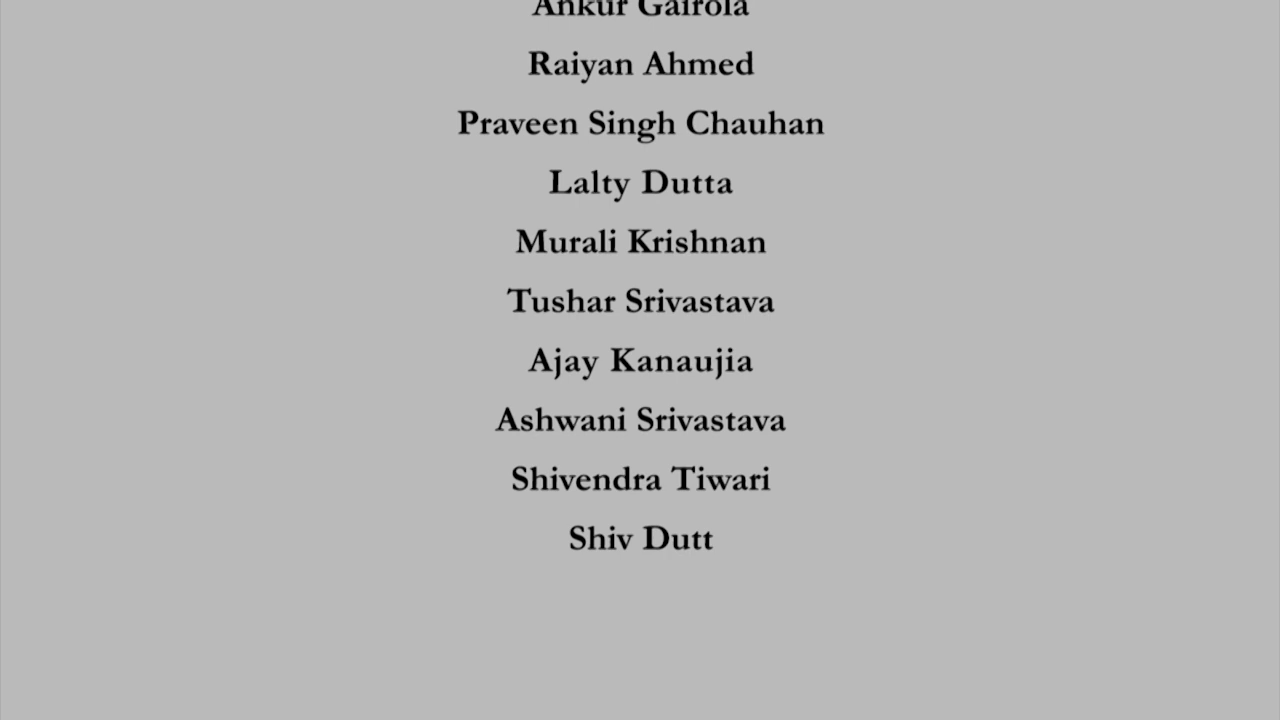 Ankur Gairola
Raiyan Ahmed
Praveen Singh Chauhan
Lalty Dutta
Murali Krishnan
Tushar Srivastava
Ajay Kanaujia
Ashwani Srivastava
Shivendra Tiwari
Shiv Dutt